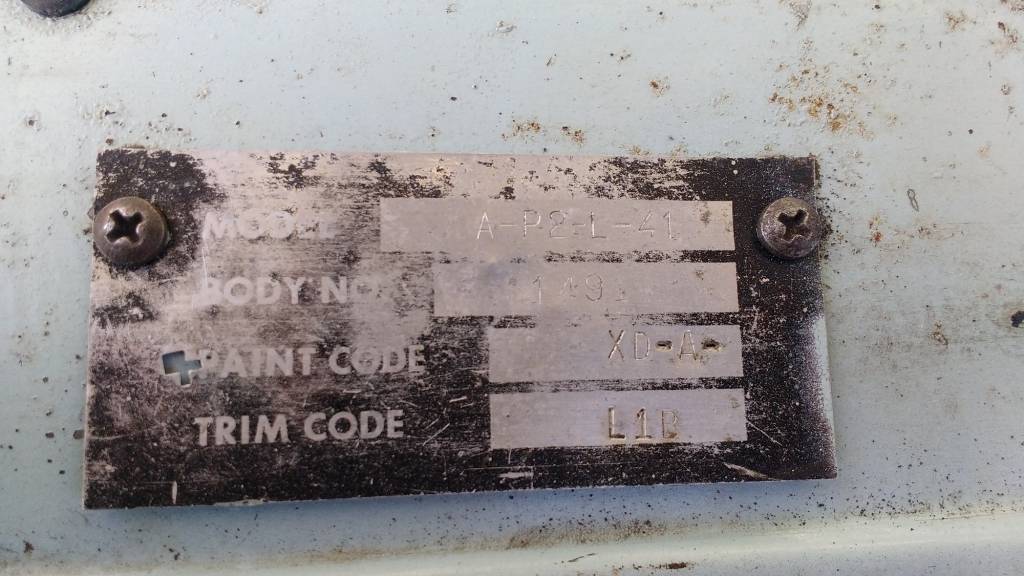 MODEL A-P2-L-41
BODY NO. 149
PAINT CODE XD-A-
TRIM CODE L1B